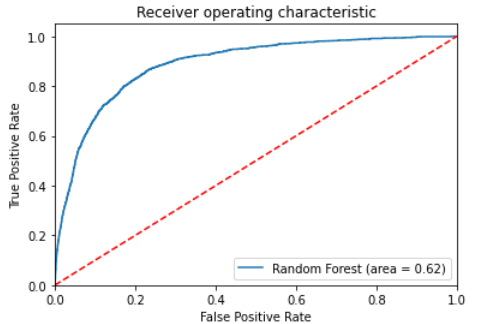 Receiver operating characteristic
1.0
0.8
0.6
0.4
0.2
0.0
True Positive Rate
Random Forest (area = 0.62)
0.0 0.2 0.4 0.6 0.8 1.0
False Positive Rate